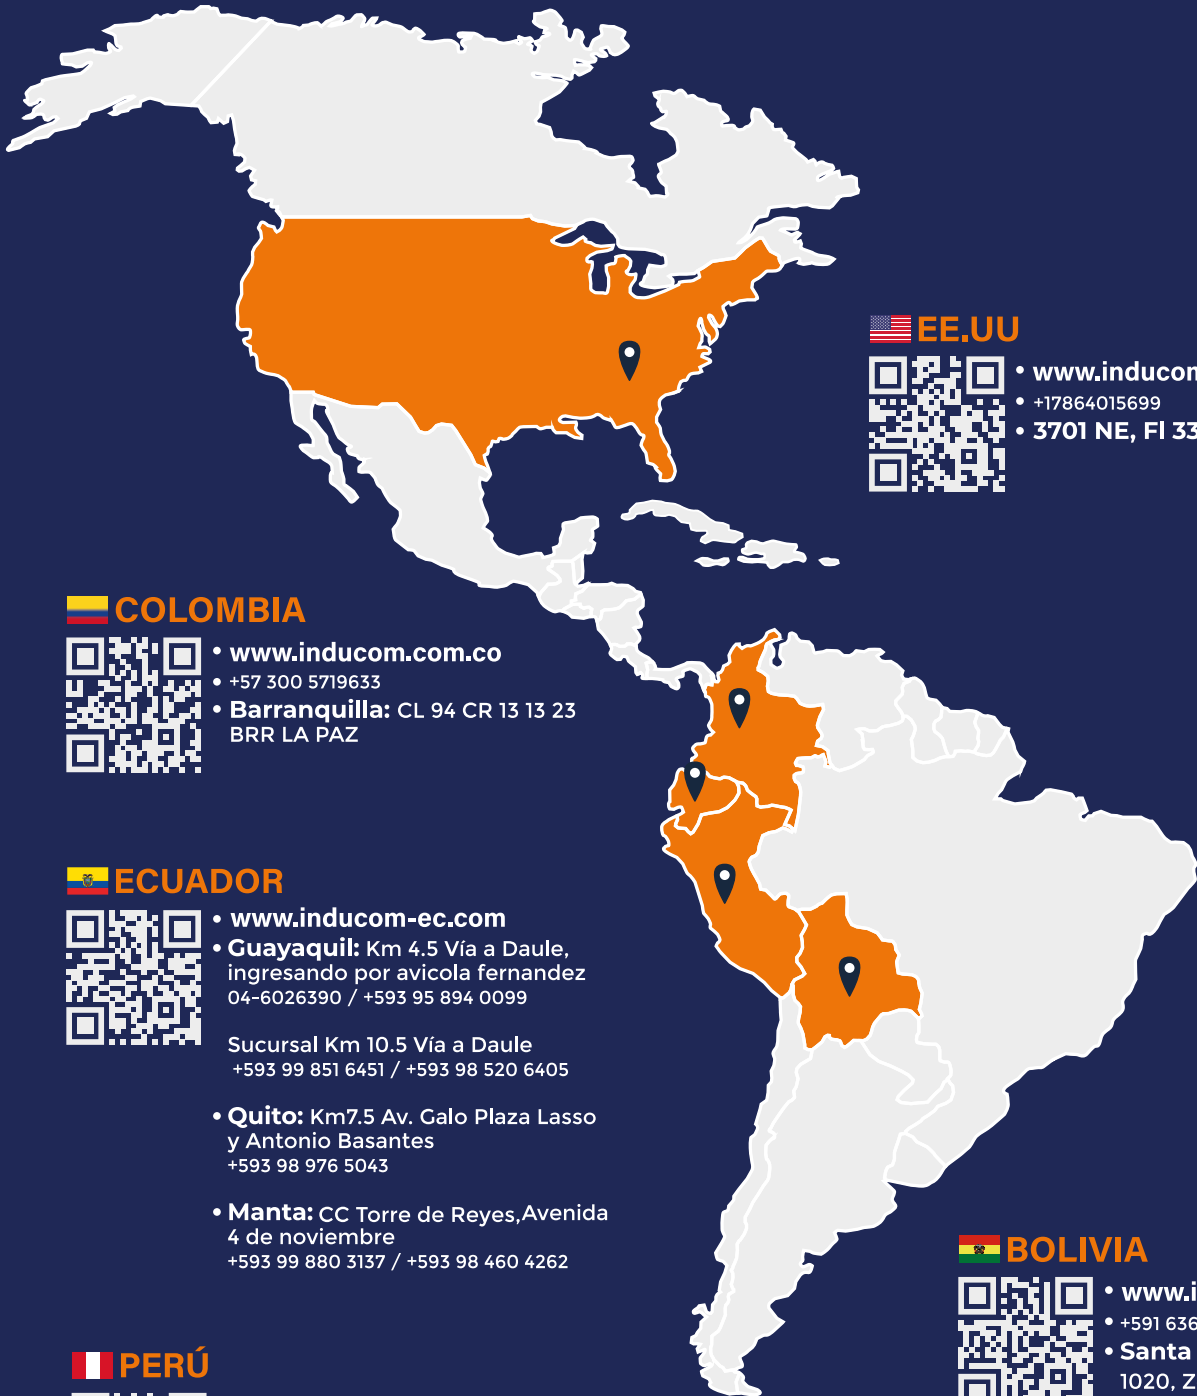 EE.UU
• www.inducom
• +17864015699
• 3701 NE, Fl 33
COLOMBIA
• www.inducom.com.co
• +57 300 5719633
• Barranquilla: CL 94 CR 13 13 23
BRR LA PAZ
ECUADOR
• www.inducom-ec.com
• Guayaquil: Km 4.5 Vía a Daule,
ingresando por avicola fernandez
04-6026390 / +593 95 894 0099
Sucursal Km 10.5 Vía a Daule
+593 99 851 6451 / +593 98 520 6405
• Quito: Km7.5 Av. Galo Plaza Lasso
y Antonio Basantes
+593 98 976 5043
• Manta: CC Torre de Reyes,Avenida
4 de noviembre
+593 99 880 3137 / +593 98 460 4262
BOLIVIA
• www.i
• +591 636
• Santa
1020, Z
PERÚ